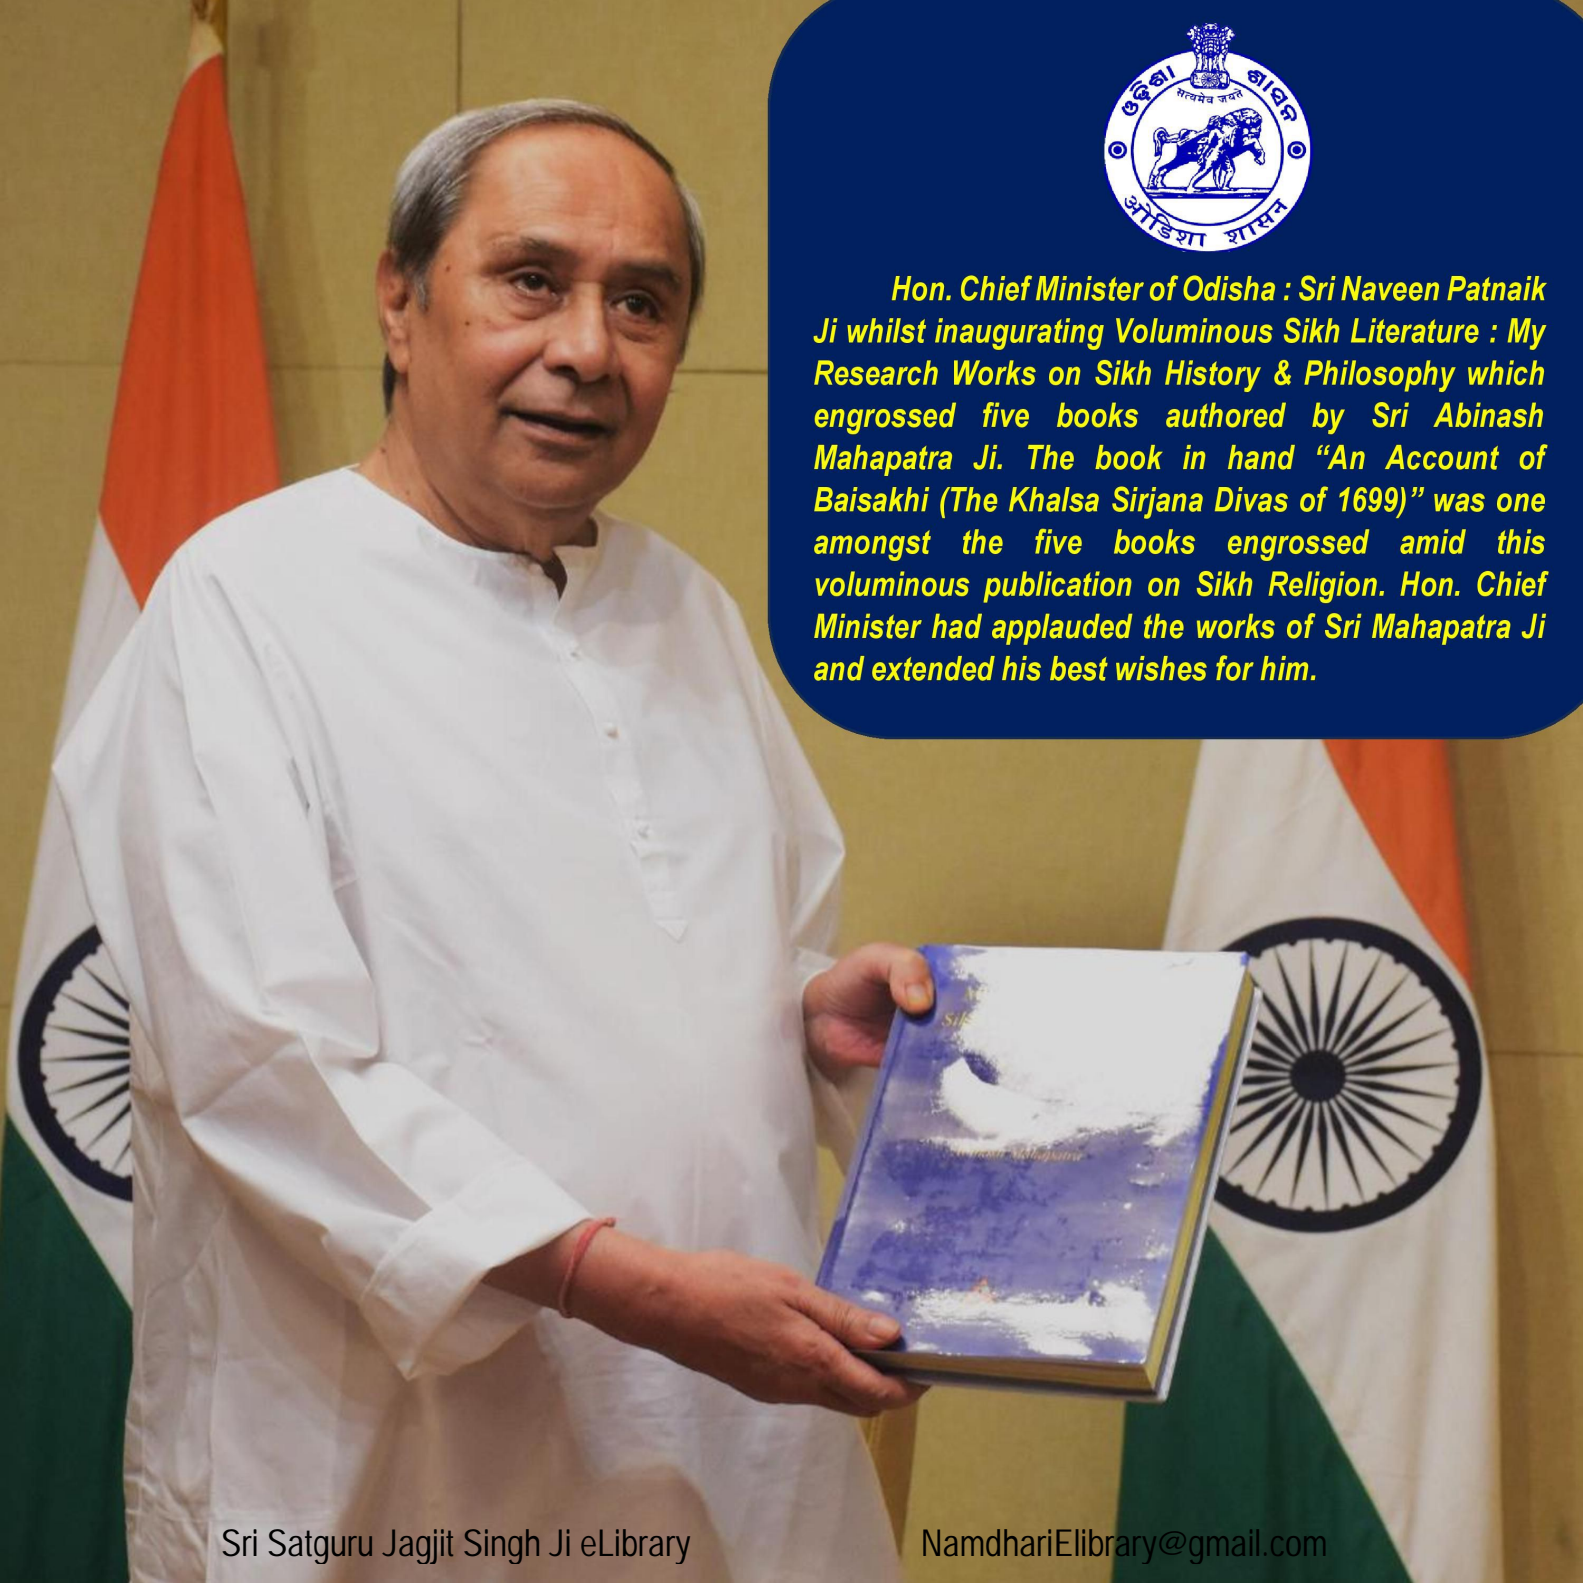 ଓଡ଼ିଶା ଶାସନ
सत्यमेव जयते
ओडिशा शासन
Hon. Chief Minister of Odisha : Sri Naveen Patnaik
Ji whilst inaugurating Voluminous Sikh Literature : My
Research Works on Sikh History & Philosophy which
engrossed five books authored by Sri Abinash
Mahapatra Ji. The book in hand “An Account of
Baisakhi (The Khalsa Sirjana Divas of 1699)” was one
amongst the five books engrossed amid this
voluminous publication on Sikh Religion. Hon. Chief
Minister had applauded the works of Sri Mahapatra Ji
and extended his best wishes for him.
Mahapatra
Sri Satguru Jagjit Singh Ji eLibrary
NamdhariElibrary@gmail.com